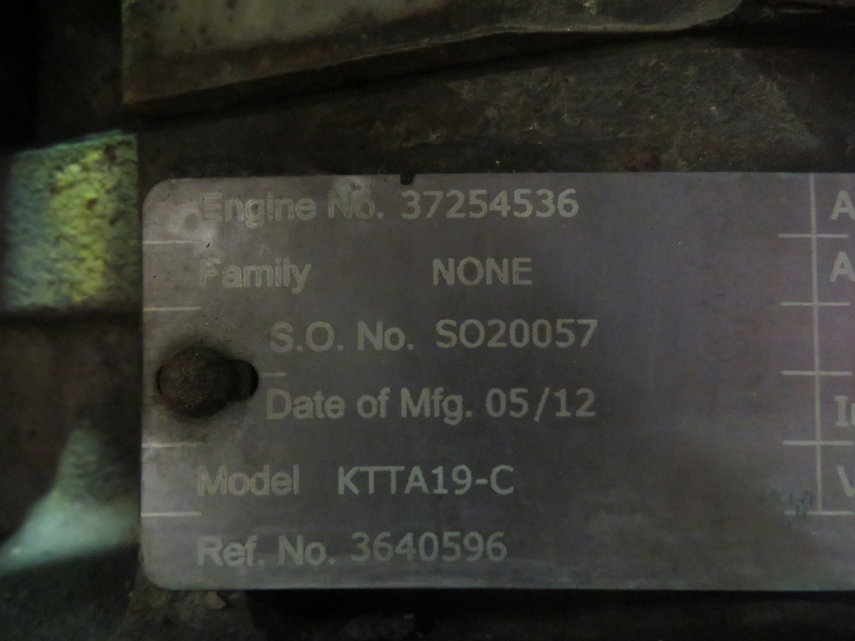 Engine No. 37254536
A
Family NONE
A
S.O. No. SO20057
Date of Mfg. 05/12
I
Model KTTA19-C
V
Ref. No. 3640596